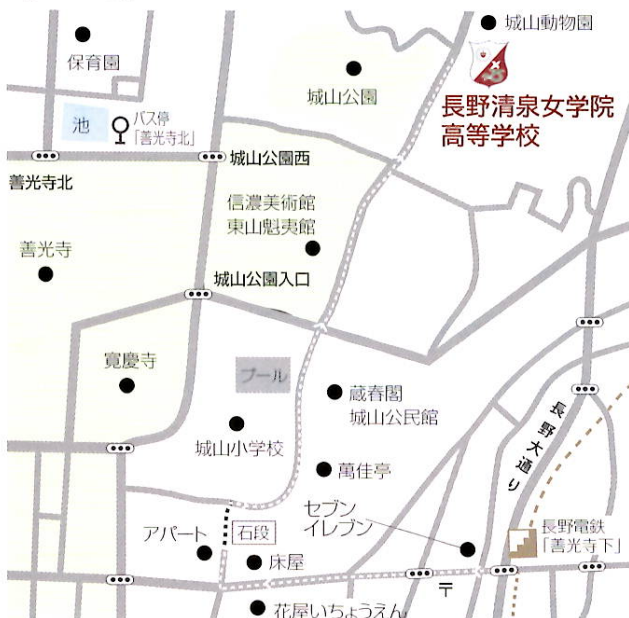 城山動物園
保育園
城山公園
長野清泉女学院
高等学校
池
バス停
「善光寺北」
城山公園西
善光寺北
信濃美術館
東山魁夷館
善光寺
城山公園入口
寛慶寺
プール
蔵春閣
城山公民館
長野大通り
城山小学校
萬佳亭
セブン
イレブン
アパート
石段
長野電鉄
「善光寺下」
床屋
〒
花屋いちょうえん